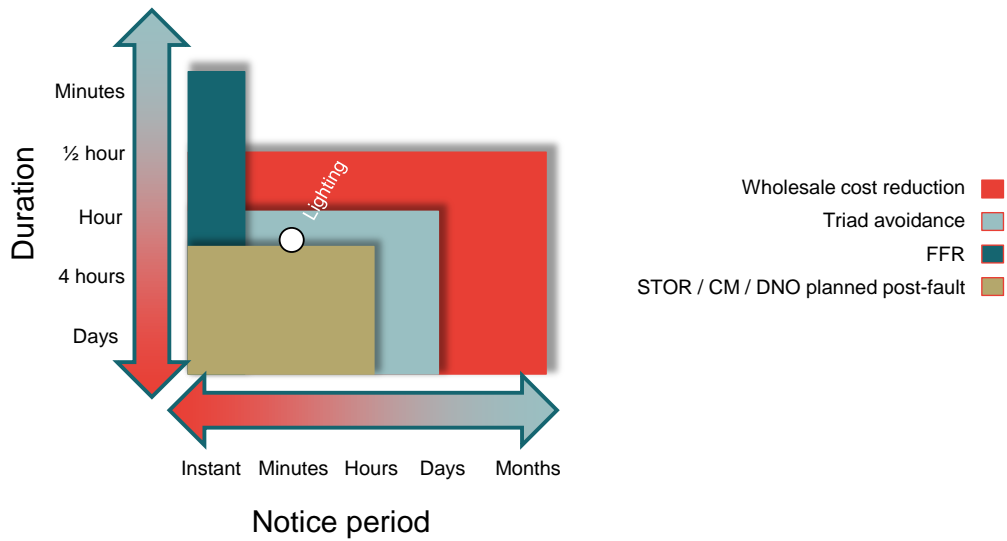 Duration
Minutes
½ hour
Hour
4 hours
Days
Lighting
Wholesale cost reduction
Triad avoidance
FFR
STOR / CM / DNO planned post-fault
Instant
Minutes
Hours
Days
Months
Notice period